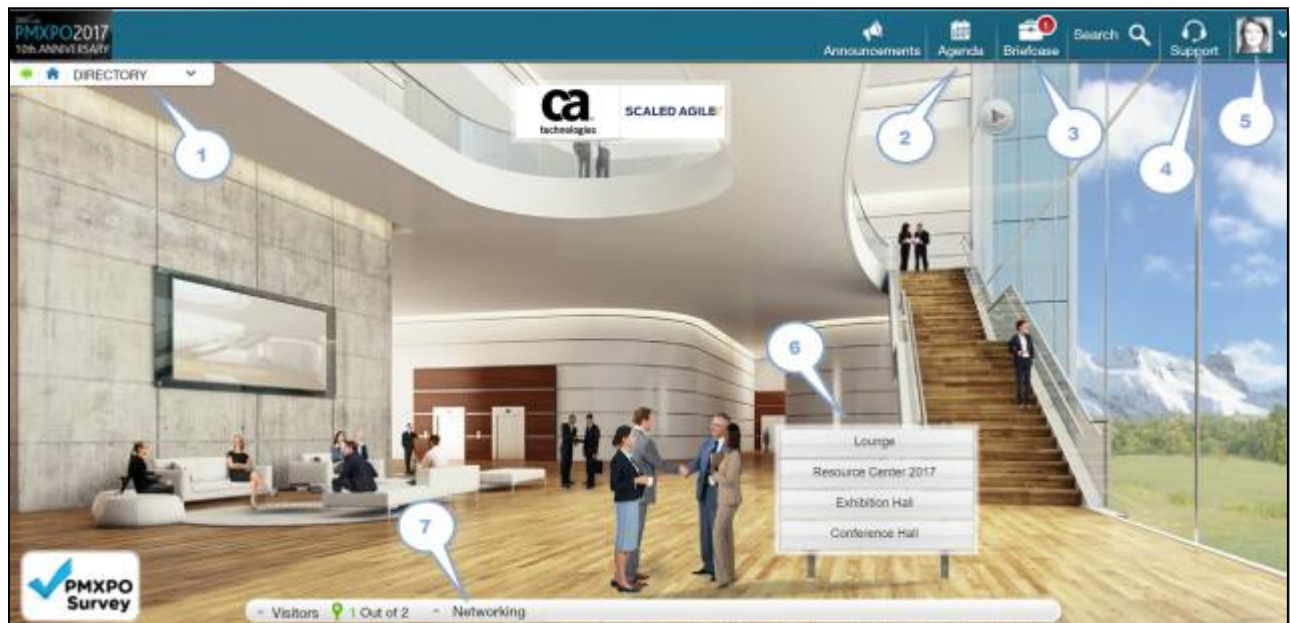 PMXPO2017
10th ANNIVERSARY
Announcements
Agenda
1
Briefcase
Search
Support
DIRECTORY
ca
technologies
SCALED AGILE
1
2
3
4
5
6
Lounge
Resource Center 2017
Exhibition Hall
Conference Hall
7
PMXPO
Survey
Visitors 1 Out of 2 Networking